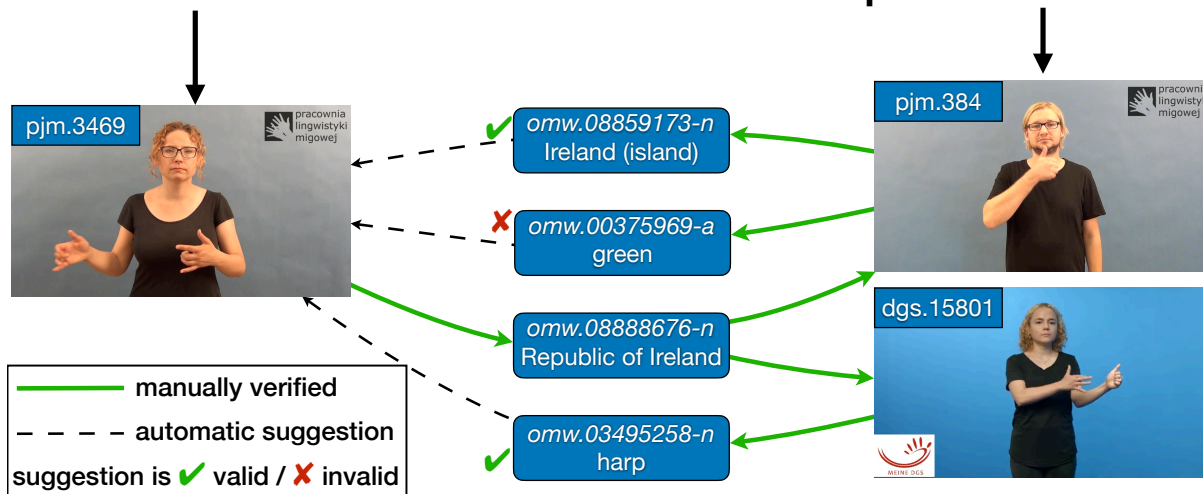 pjm.3469
pracownia
lingwistyki
migowej
omw.08859173-n
Ireland (island)
omw.00375969-a
green
omw.08888676-n
Republic of Ireland
omw.03495258-n
harp
pjm.384
pracownia
lingwistyki
migowej
dgs.15801
MEINE DGS
manually verified
automatic suggestion
suggestion is ✔ valid / ✘ invalid